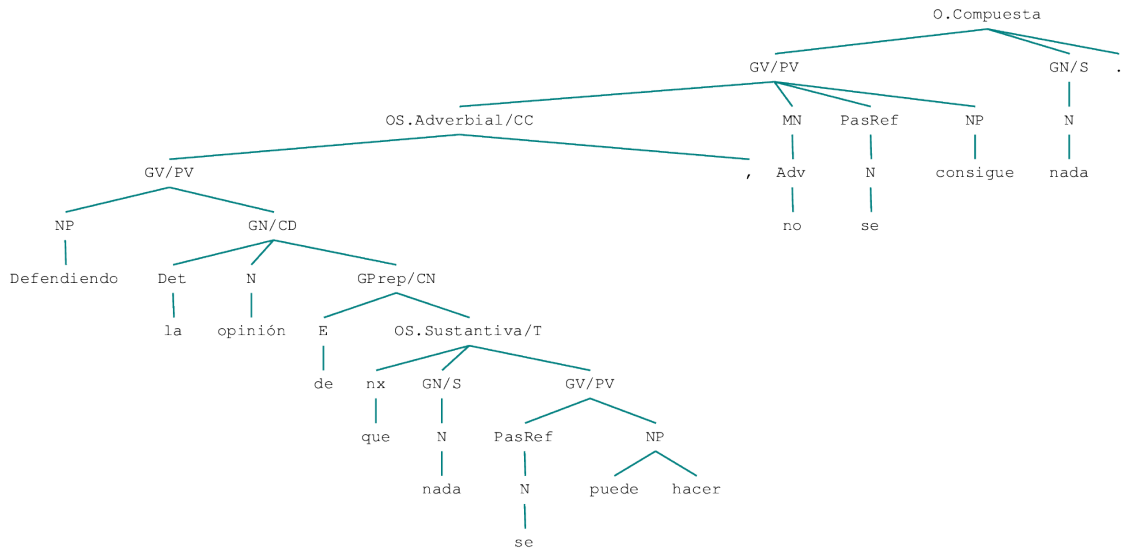 O.Compuesta
GV/PV GN/S .
OS.Adverbial/CC MN PasRef NP N
GV/PV , Adv N consigue nada
NP GN/CD no se
Defendiendo Det N GPrep/CN
la opinión E OS.Sustantiva/T
de nx GN/S GV/PV
que N PasRef NP
nada N puede hacer
se